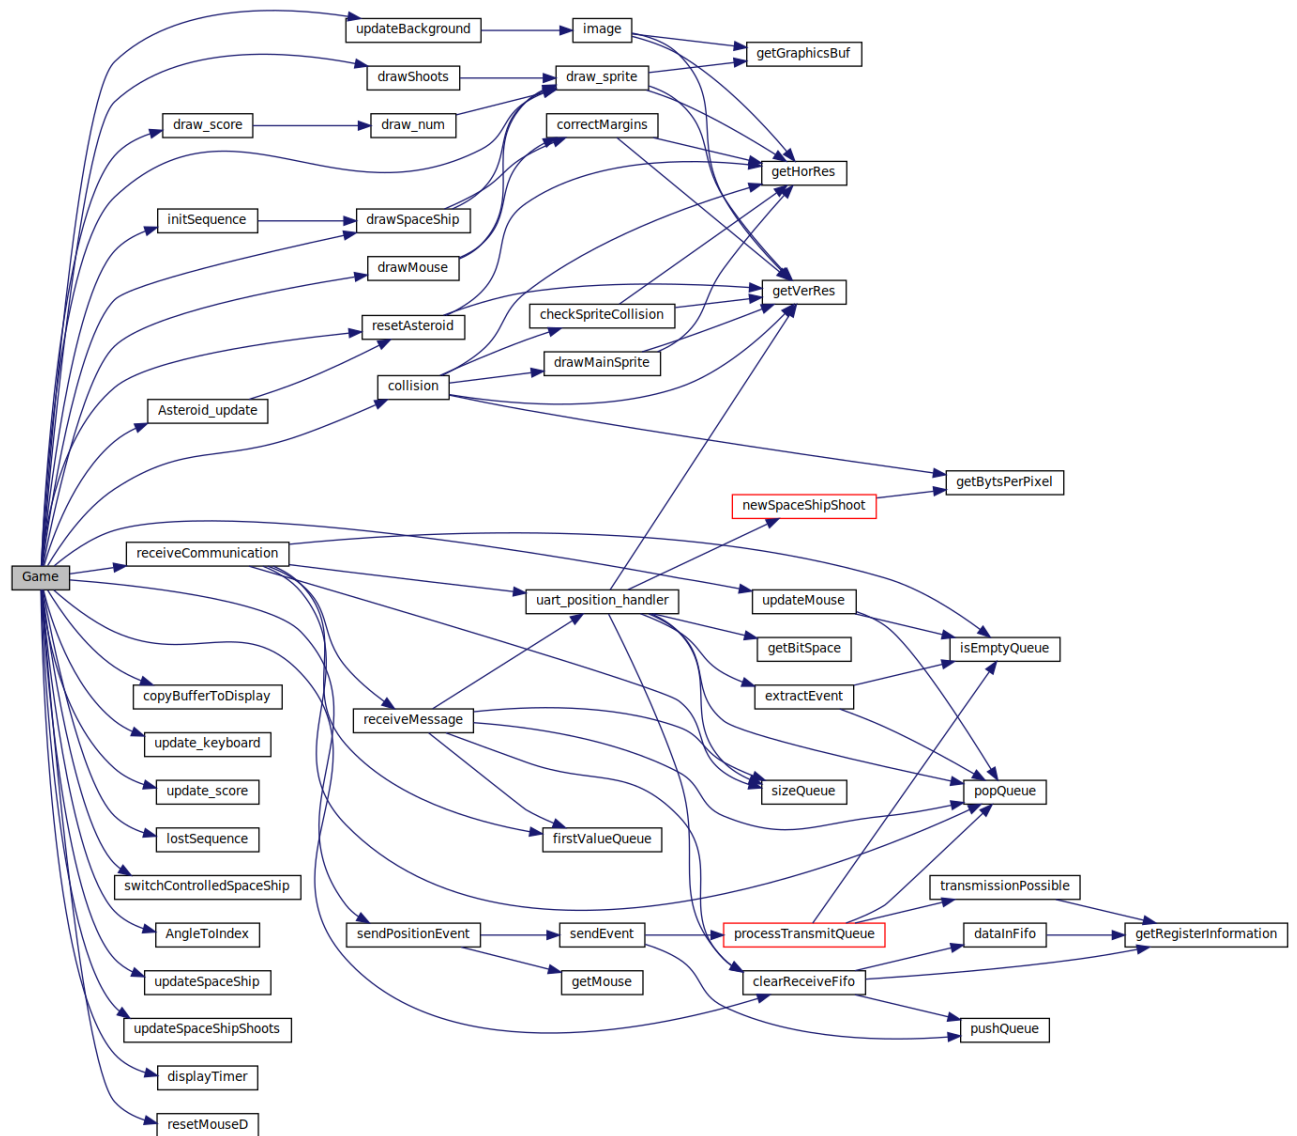 updateBackground
image
getGraphicsBuf
drawShoots
draw_sprite
draw_score
draw_num
correctMargins
getHorRes
initSequence
drawSpaceShip
drawMouse
getVerRes
checkSpriteCollision
resetAsteroid
drawMainSprite
collision
Asteroid_update
getBytsPerPixel
newSpaceShipShoot
receiveCommunication
Game
uart_position_handler
updateMouse
getBitSpace
isEmptyQueue
copyBufferToDisplay
extractEvent
receiveMessage
update_keyboard
update_score
sizeQueue
popQueue
lostSequence
firstValueQueue
switchControlledSpaceShip
transmissionPossible
AngleToIndex
sendPositionEvent
sendEvent
processTransmitQueue
dataInFifo
getRegisterInformation
updateSpaceShip
getMouse
clearReceiveFifo
updateSpaceShipShoots
pushQueue
displayTimer
resetMouseD